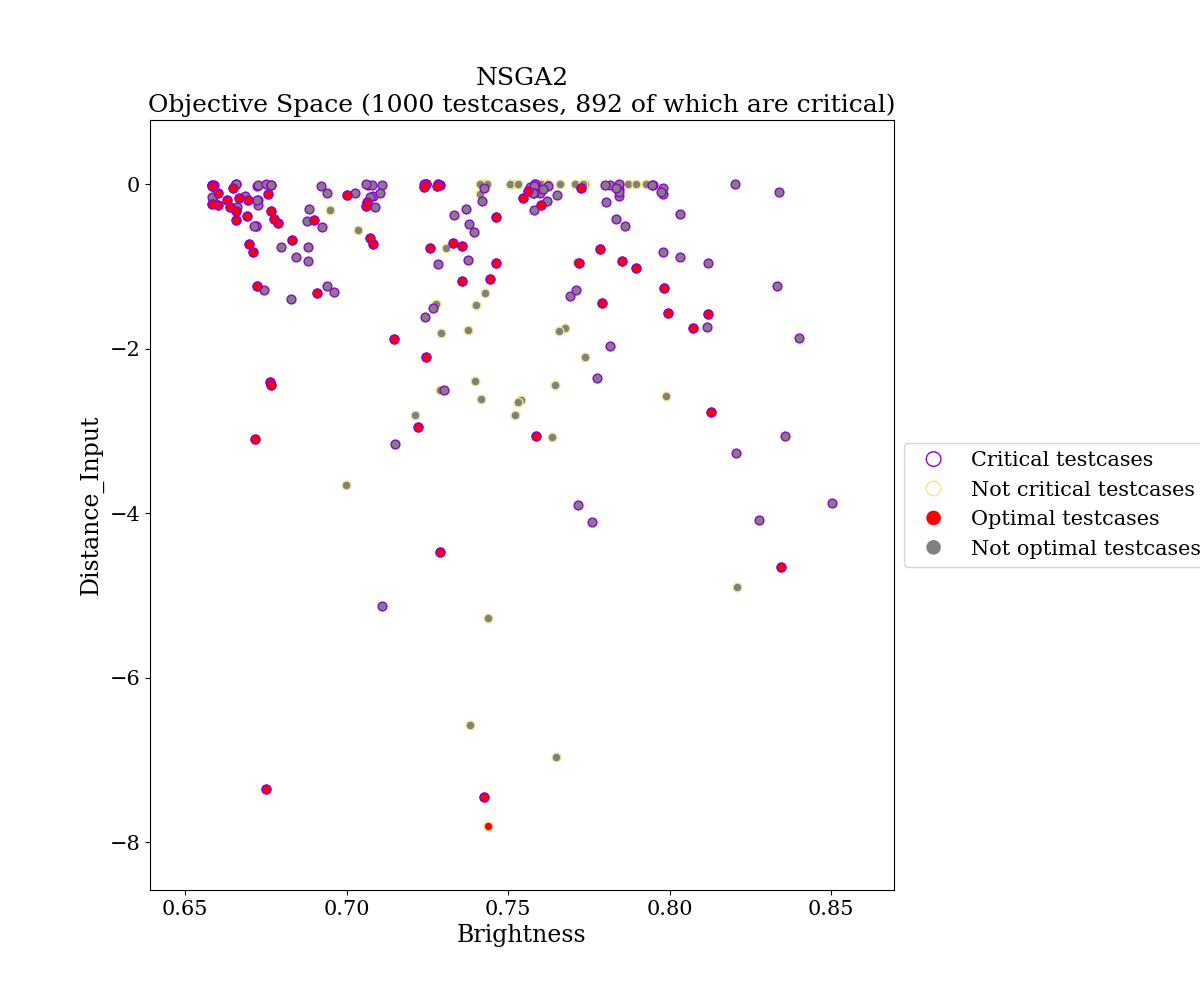 NSGA2
Objective Space (1000 testcases, 892 of which are critical)
0
−2
−4
−6
−8
Distance_Input
0.65 0.70 0.75 0.80 0.85
Brightness
Critical testcases
Not critical testcases
Optimal testcases
Not optimal testcases